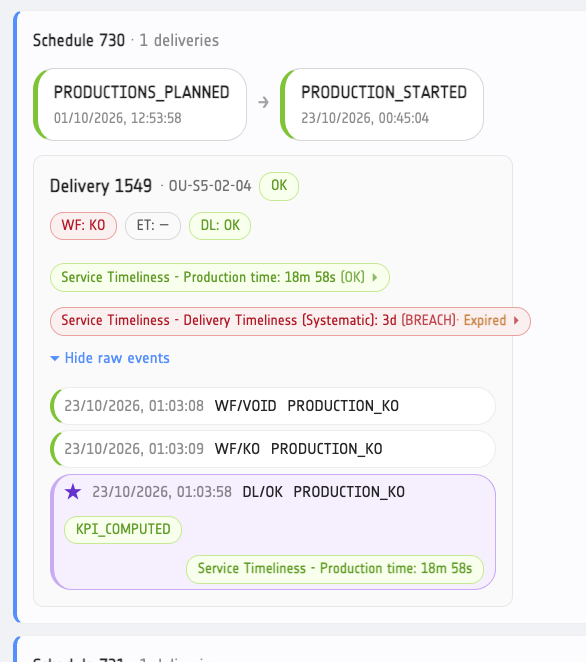 Schedule 730 · 1 deliveries
PRODUCTIONS_PLANNED
01/10/2026, 12:53:58
→
PRODUCTION_STARTED
23/10/2026, 00:45:04
Delivery 1549 · OU-S5-02-04 OK
WF: KO ET: — DL: OK
Service Timeliness - Production time: 18m 58s (OK)
Service Timeliness - Delivery Timeliness (Systematic): 3d (BREACH)· Expired
Hide raw events
23/10/2026, 01:03:08 WF/VOID PRODUCTION_KO
23/10/2026, 01:03:09 WF/KO PRODUCTION_KO
23/10/2026, 01:03:58 DL/OK PRODUCTION_KO
KPI_COMPUTED
Service Timeliness - Production time: 18m 58s